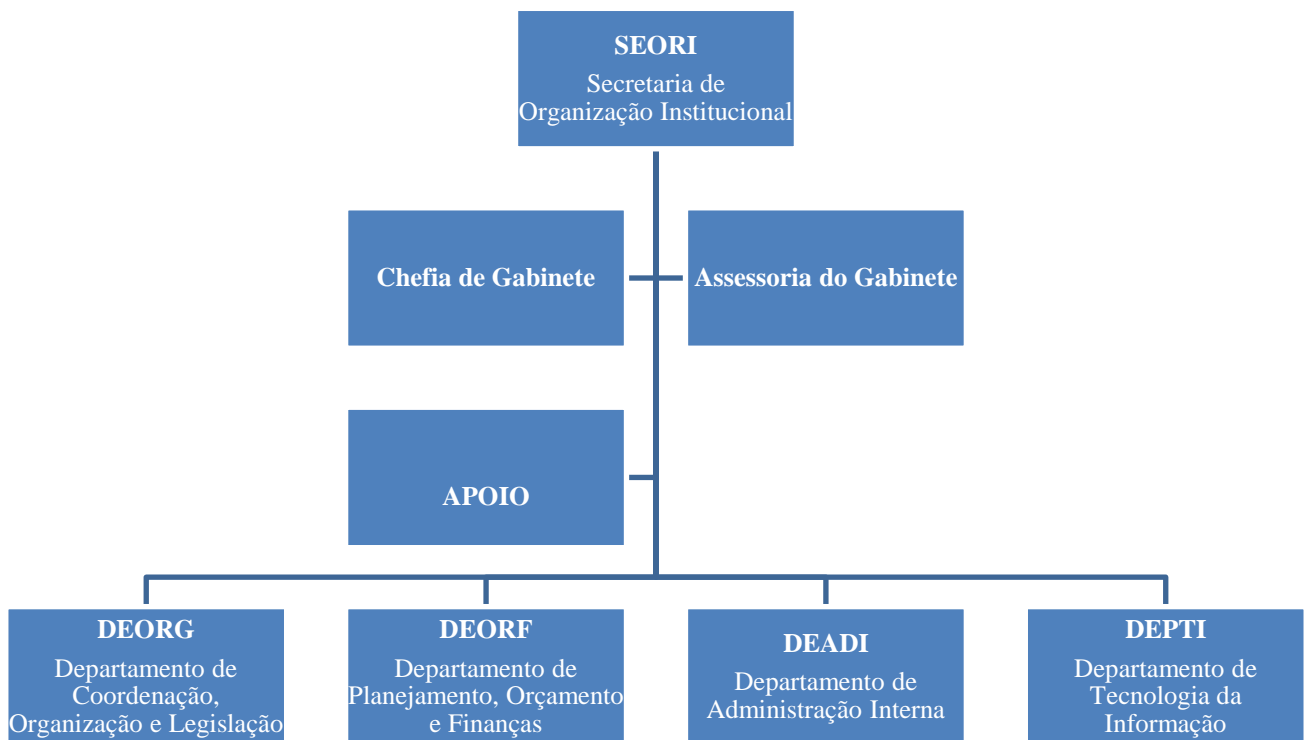 SEORI
Secretaria de
Organização Institucional
Chefia de Gabinete
Assessoria do Gabinete
APOIO
DEORG
Departamento de
Coordenação,
Organização e Legislação
DEORF
Departamento de
Planejamento, Orçamento
e Finanças
DEADI
Departamento de
Administração Interna
DEPTI
Departamento de
Tecnologia da
Informação